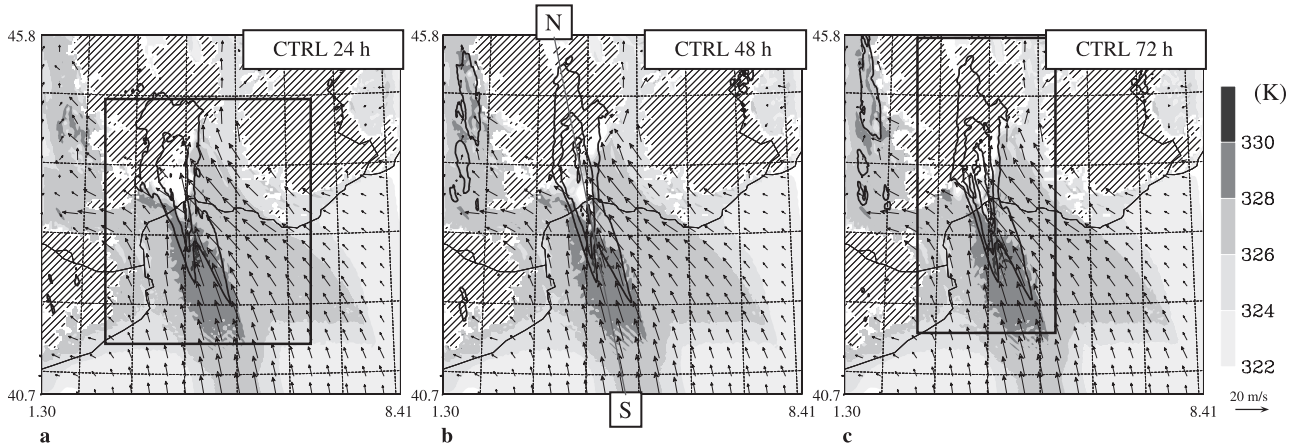 45.8
CTRL 24 h
40.7
1.30
8.41
a
N
45.8
CTRL 48 h
40.7
1.30
8.41
S
b
45.8
CTRL 72 h
40.7
1.30
8.41
c
(K)
330
328
326
324
322
20 m/s